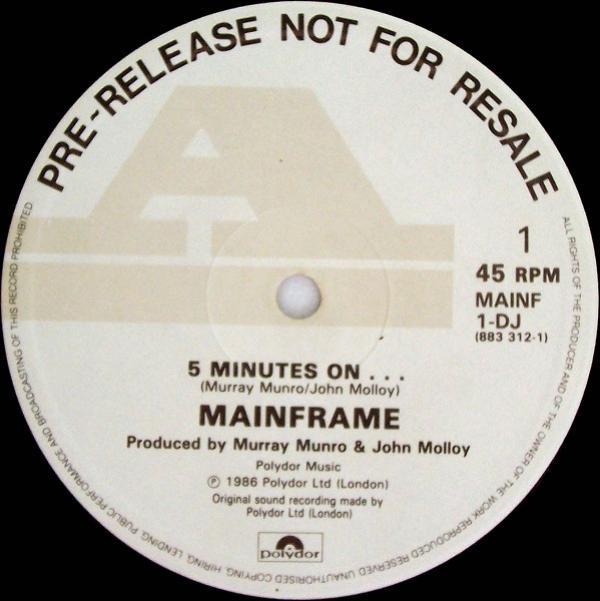 PRE-RELEASE NOT FOR RESALE
A
1
45 RPM
MAINF
1-DJ
(883 312-1)
5 MINUTES ON . . .
(Murray Munro/John Molloy)
MAINFRAME
Produced by Murray Munro & John Molloy
Polydor Music
℗ 1986 Polydor Ltd (London)
Original sound recording made by
Polydor Ltd (London)
polydor
ALL RIGHTS OF THE PRODUCER AND OF THE OWNER OF THE WORK REPRODUCED RESERVED. UNAUTHORISED COPYING, HIRING, LENDING, PUBLIC PERFORMANCE AND BROADCASTING OF THIS RECORD PROHIBITED